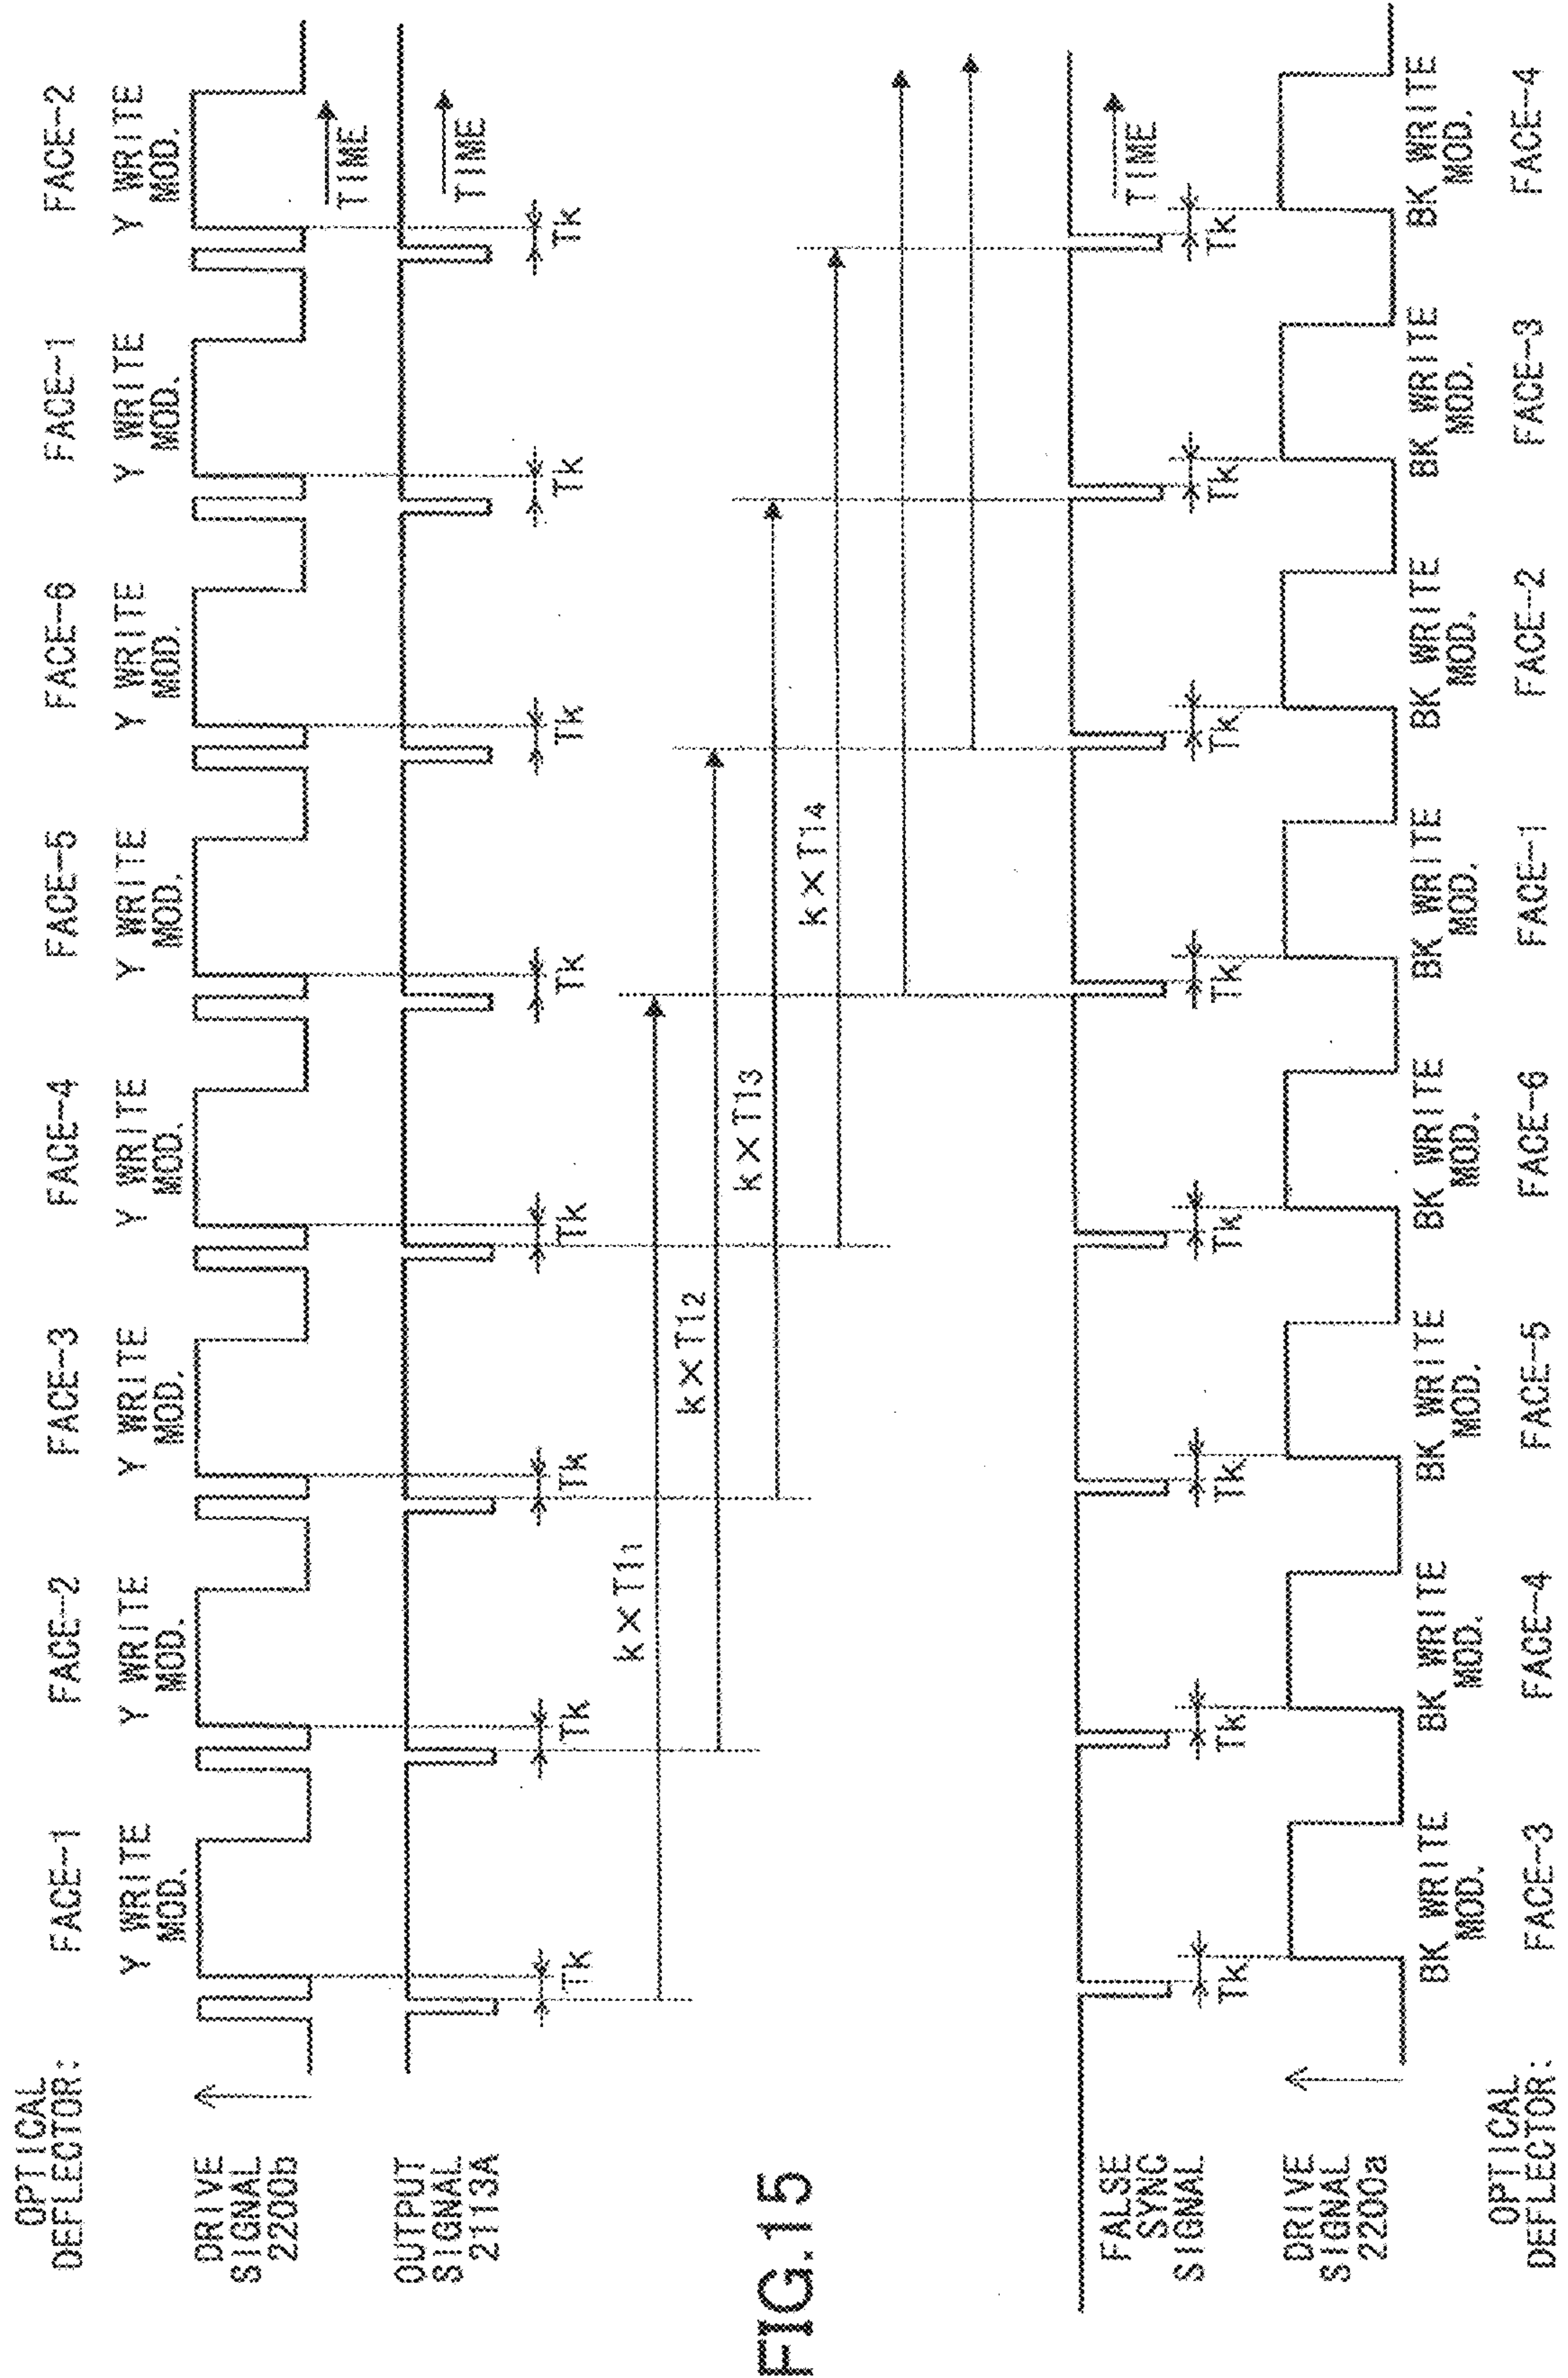 OPTICAL
DEFLECTOR:
FACE-1
FACE-2
FACE-3
FACE-4
FACE-5
FACE-6
FACE-1
FACE-2
Y WRITE
MOD.
Y WRITE
MOD.
Y WRITE
MOD.
Y WRITE
MOD.
Y WRITE
MOD.
Y WRITE
MOD.
Y WRITE
MOD.
Y WRITE
MOD.
DRIVE
SIGNAL
2200b
TIME
OUTPUT
SIGNAL
2113A
TIME
Tk
Tk
Tk
Tk
Tk
Tk
Tk
Tk
k×T11
k×T12
k×T13
k×T14
FIG.15
FALSE
SYNC
SIGNAL
TIME
Tk
Tk
Tk
Tk
Tk
Tk
Tk
Tk
DRIVE
SIGNAL
2200a
BK WRITE
MOD.
BK WRITE
MOD.
BK WRITE
MOD.
BK WRITE
MOD.
BK WRITE
MOD.
BK WRITE
MOD.
BK WRITE
MOD.
BK WRITE
MOD.
OPTICAL
DEFLECTOR:
FACE-3
FACE-4
FACE-5
FACE-6
FACE-1
FACE-2
FACE-3
FACE-4